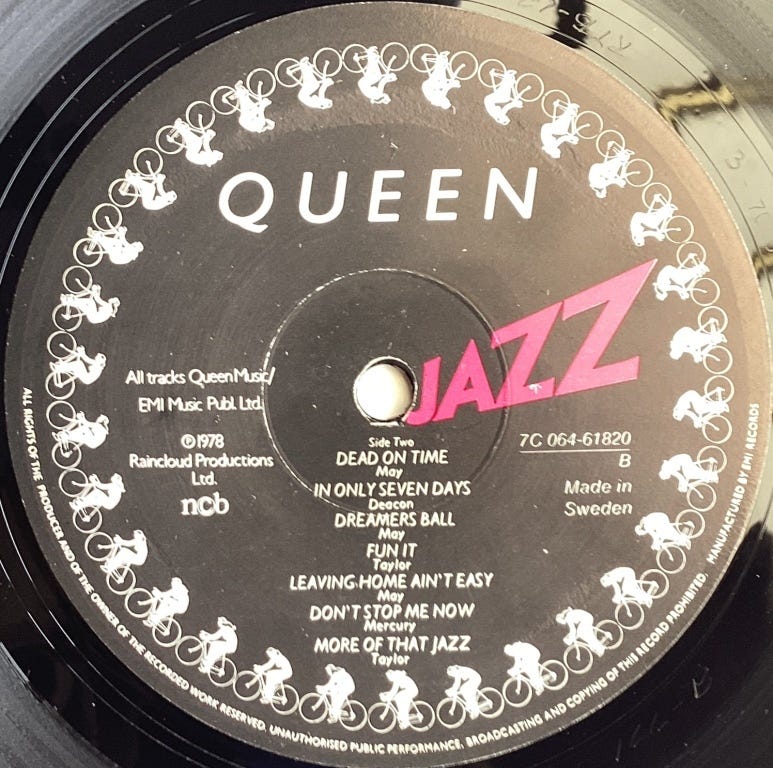 QUEEN
JAZZ
All tracks Queen Music/
EMI Music Publ. Ltd.
℗1978
Raincloud Productions
Ltd.
ncb
7C 064-61820
B
Made in
Sweden
Side Two
DEAD ON TIME
May
IN ONLY SEVEN DAYS
Deacon
DREAMERS BALL
May
FUN IT
Taylor
LEAVING HOME AIN'T EASY
May
DON'T STOP ME NOW
Mercury
MORE OF THAT JAZZ
Taylor
ALL RIGHTS OF THE PRODUCER AND OF THE OWNER OF THE RECORDED WORK RESERVED. UNAUTHORISED PUBLIC PERFORMANCE, BROADCASTING AND COPYING OF THIS RECORD PROHIBITED. MANUFACTURED BY EMI RECORDS